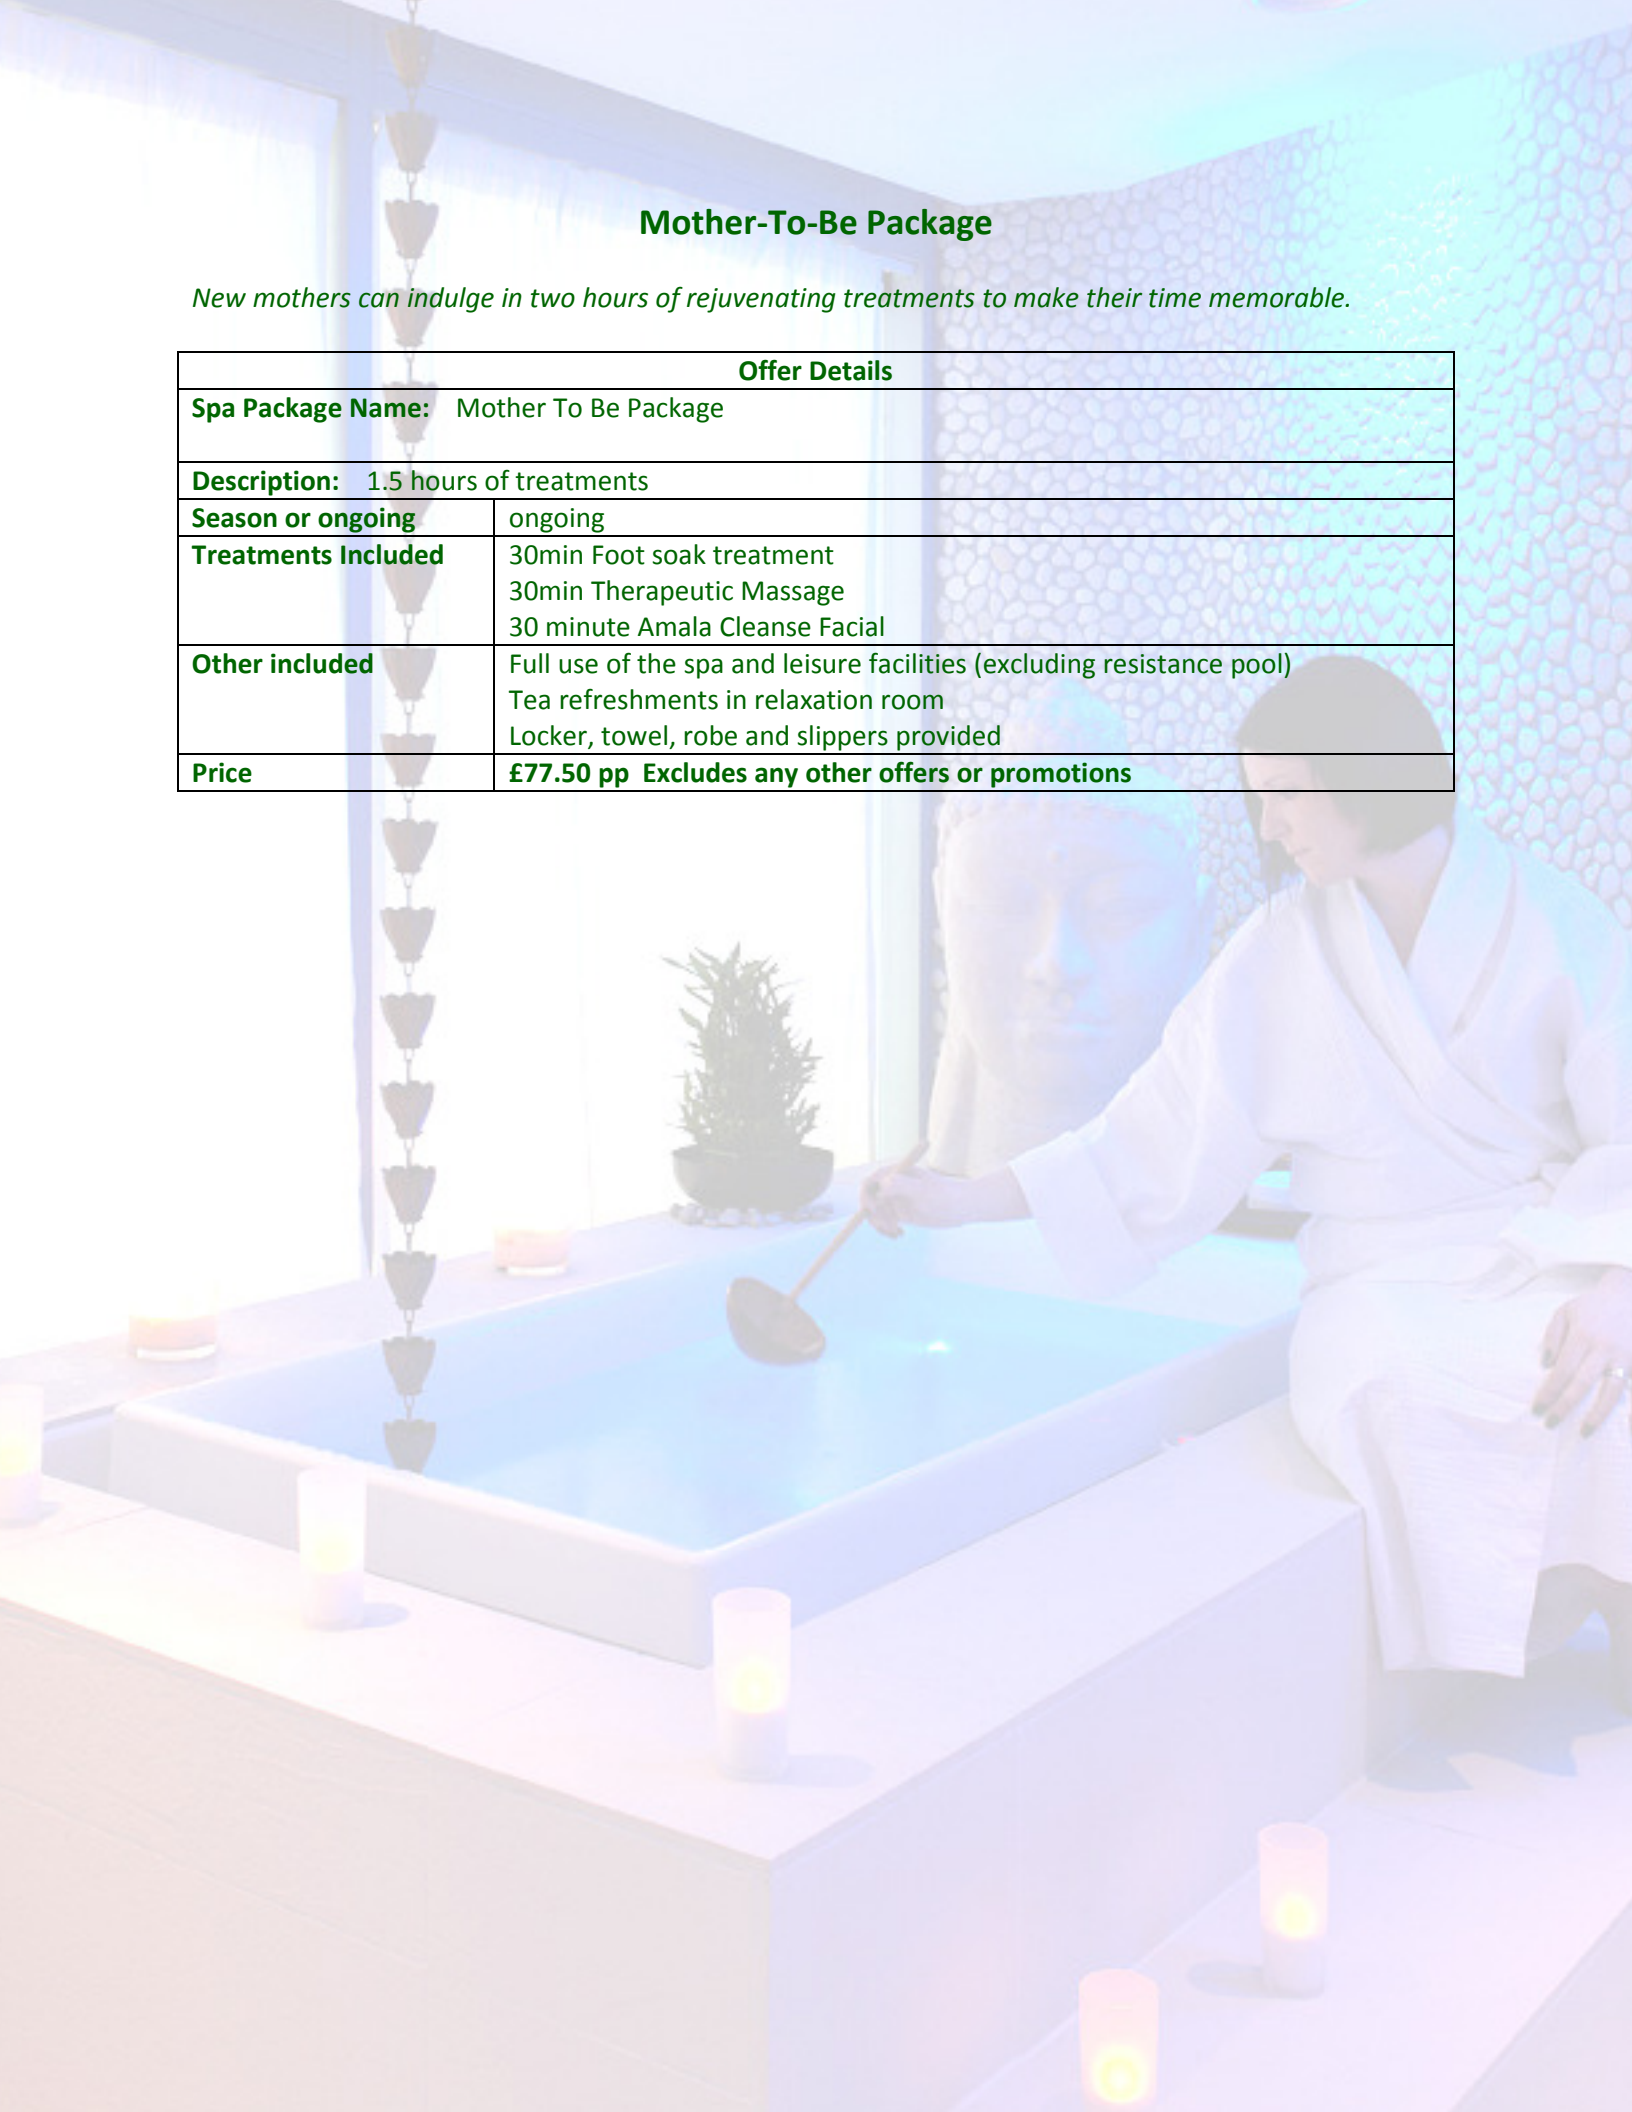 Mother-To-Be Package
New mothers can indulge in two hours of rejuvenating treatments to make their time memorable.
Offer Details
Spa Package Name: Mother To Be Package
Description: 1.5 hours of treatments
Season or ongoing ongoing
Treatments Included 30min Foot soak treatment
30min Therapeutic Massage
30 minute Amala Cleanse Facial
Other included Full use of the spa and leisure facilities (excluding resistance pool)
Tea refreshments in relaxation room
Locker, towel, robe and slippers provided
Price £77.50 pp Excludes any other offers or promotions